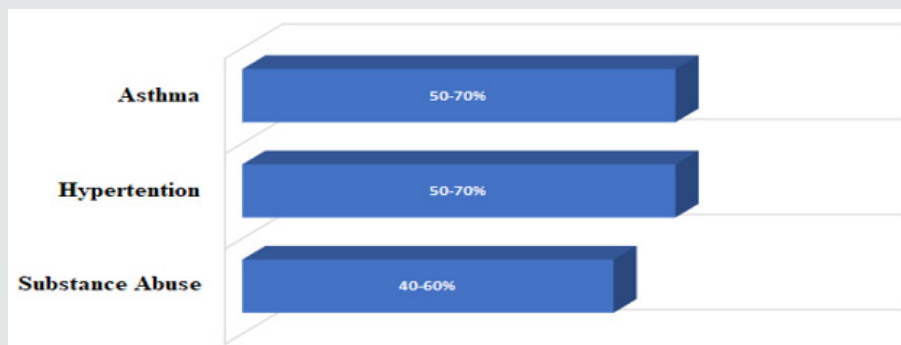 Asthma
50-70%
Hypertention
50-70%
Substance Abuse
40-60%